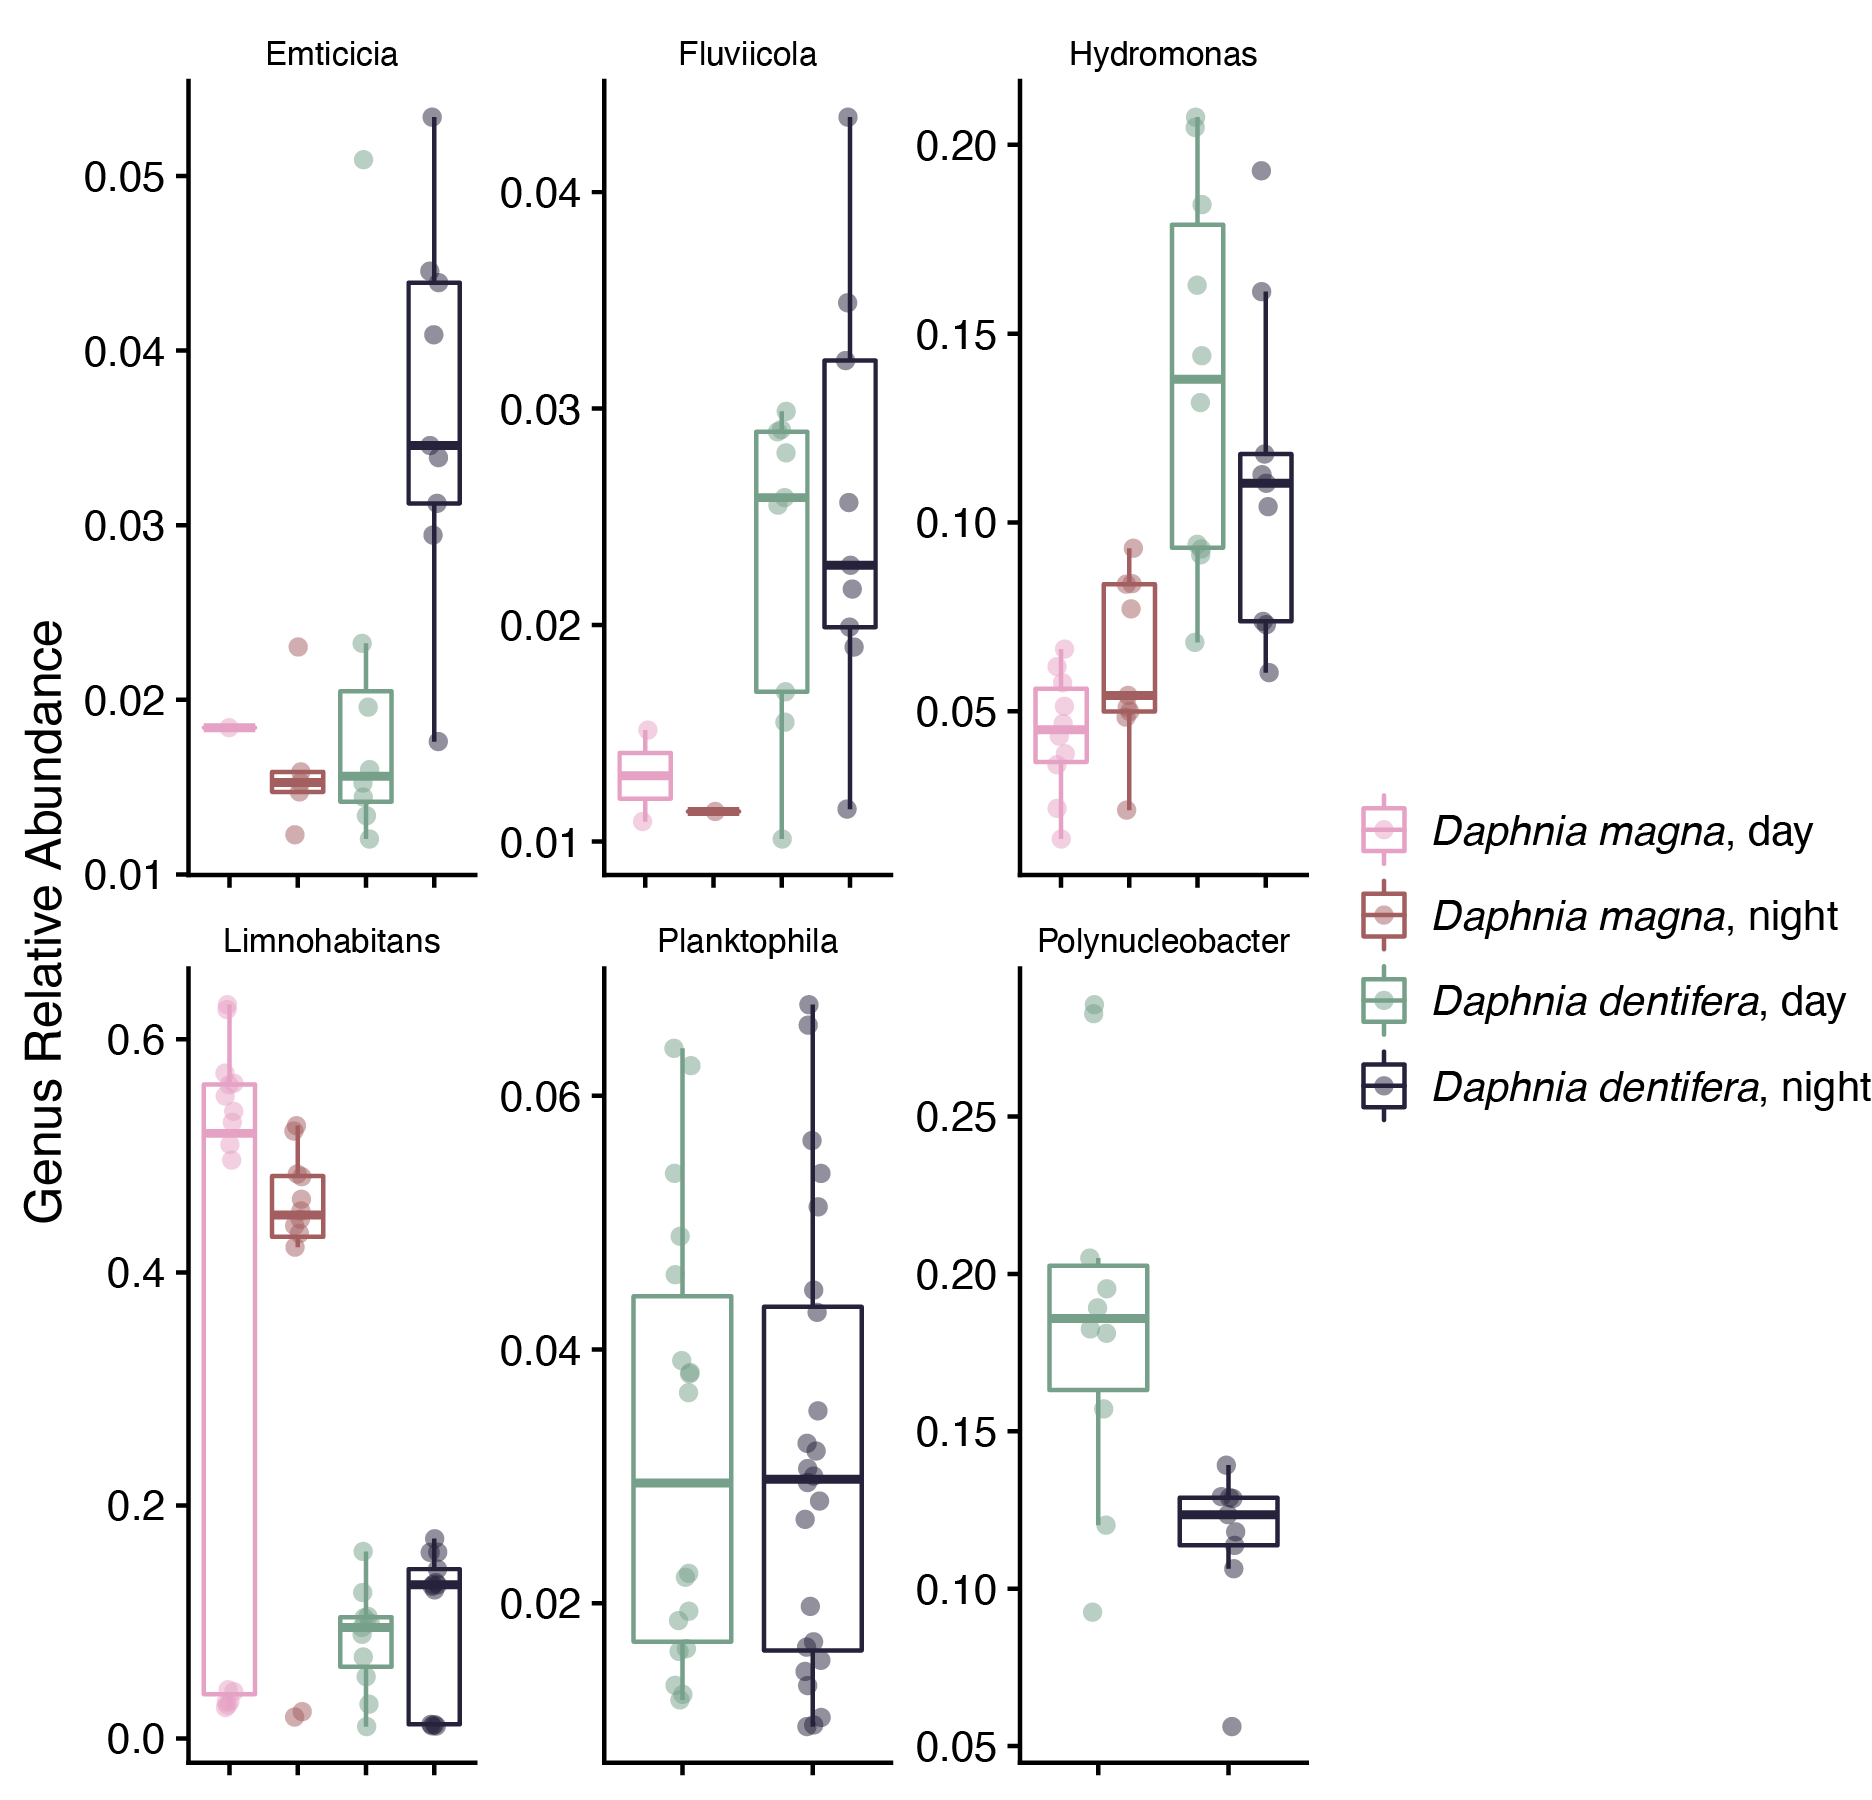 Emticicia
Fluviicola
Hydromonas
0.05
0.04
0.03
0.02
0.01
0.04
0.03
0.02
0.01
0.20
0.15
0.10
0.05
Genus Relative Abundance
Limnohabitans
Planktophila
Polynucleobacter
0.6
0.4
0.2
0.0
0.06
0.04
0.02
0.25
0.20
0.15
0.10
0.05
Daphnia magna, day
Daphnia magna, night
Daphnia dentifera, day
Daphnia dentifera, night